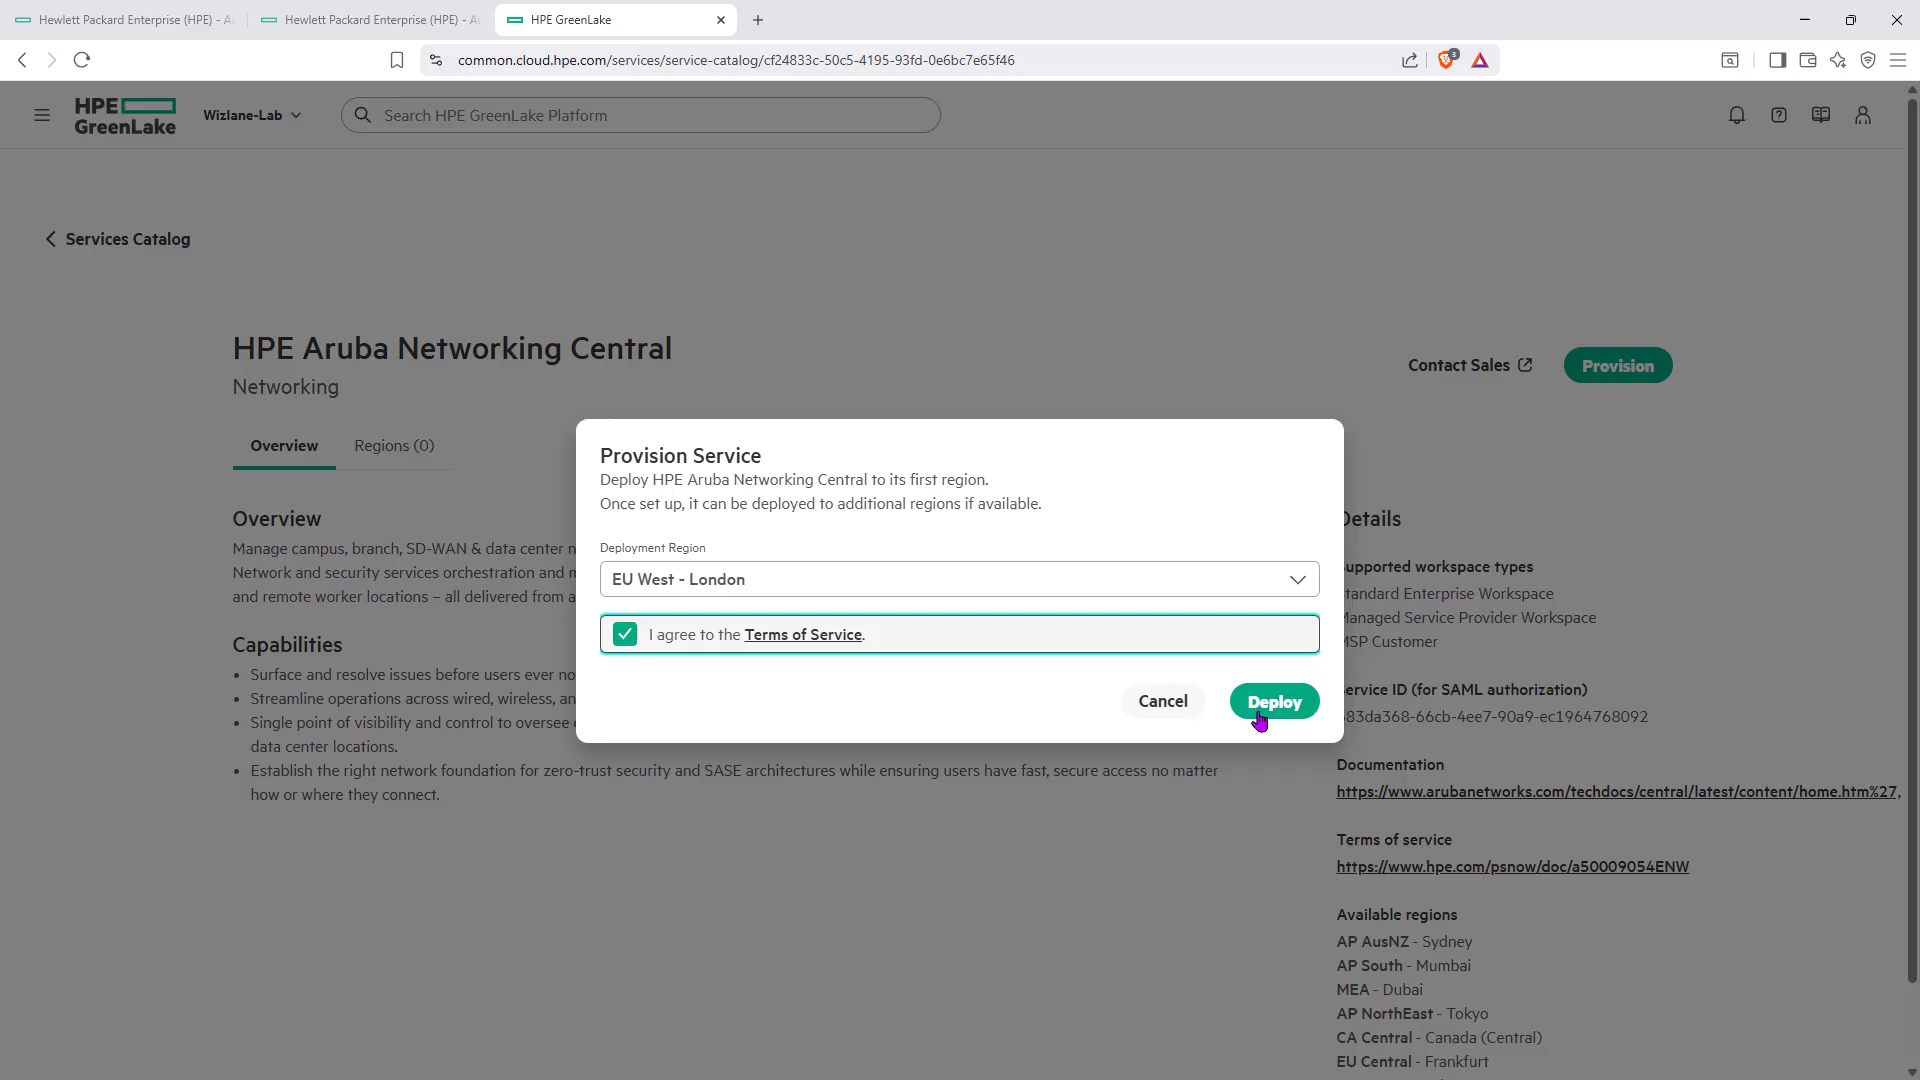 Hewlett Packard Enterprise (HPE) - A
Hewlett Packard Enterprise (HPE) - A
HPE GreenLake
common.cloud.hpe.com/services/service-catalog/cf24833c-50c5-4195-93fd-0e6bc7e65f46
3
HPE
GreenLake
Wizlane-Lab
Search HPE GreenLake Platform
Services Catalog
HPE Aruba Networking Central
Networking
Contact Sales
Provision
Overview
Regions (0)
Overview
Manage campus, branch, SD-WAN & data center
Network and security services orchestration and
and remote worker locations – all delivered from a
Capabilities
• Surface and resolve issues before users ever no
• Streamline operations across wired, wireless, an
• Single point of visibility and control to oversee
data center locations.
• Establish the right network foundation for zero-trust security and SASE architectures while ensuring users have fast, secure access no matter
how or where they connect.
Provision Service
Deploy HPE Aruba Networking Central to its first region.
Once set up, it can be deployed to additional regions if available.
Deployment Region
EU West - London
I agree to the Terms of Service.
Cancel
Deploy
Details
upported workspace types
tandard Enterprise Workspace
anaged Service Provider Workspace
MSP Customer
ervice ID (for SAML authorization)
83da368-66cb-4ee7-90a9-ec1964768092
Documentation
https://www.arubanetworks.com/techdocs/central/latest/content/home.htm%27,
Terms of service
https://www.hpe.com/psnow/doc/a50009054ENW
Available regions
AP AusNZ - Sydney
AP South - Mumbai
MEA - Dubai
AP NorthEast - Tokyo
CA Central - Canada (Central)
EU Central - Frankfurt